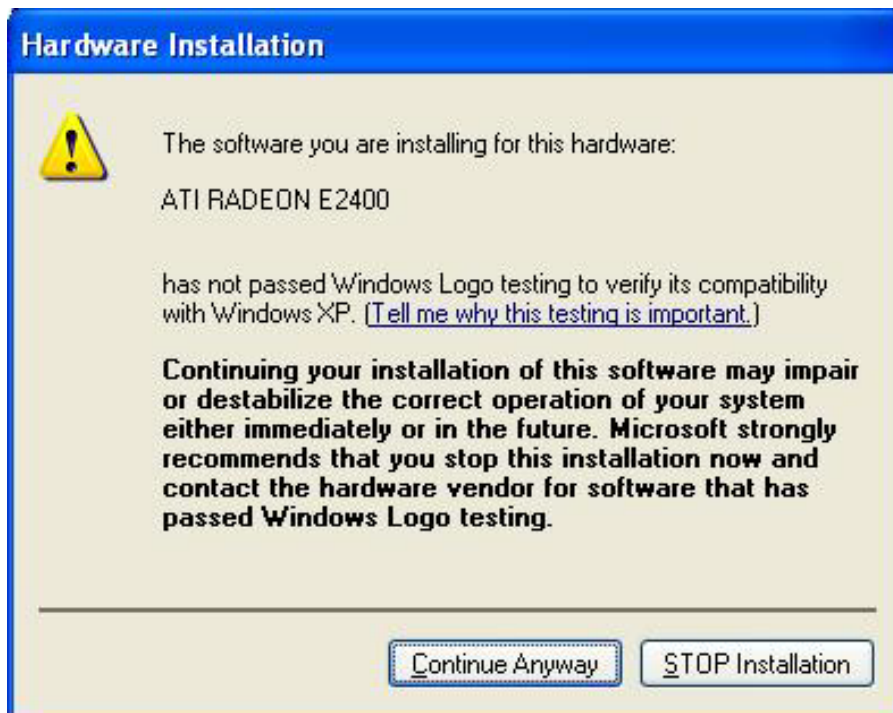 Hardware Installation
The software you are installing for this hardware:
ATI RADEON E2400
has not passed Windows Logo testing to verify its compatibility
with Windows XP. (Tell me why this testing is important.)
Continuing your installation of this software may impair
or destabilize the correct operation of your system
either immediately or in the future. Microsoft strongly
recommends that you stop this installation now and
contact the hardware vendor for software that has
passed Windows Logo testing.
Continue Anyway
STOP Installation